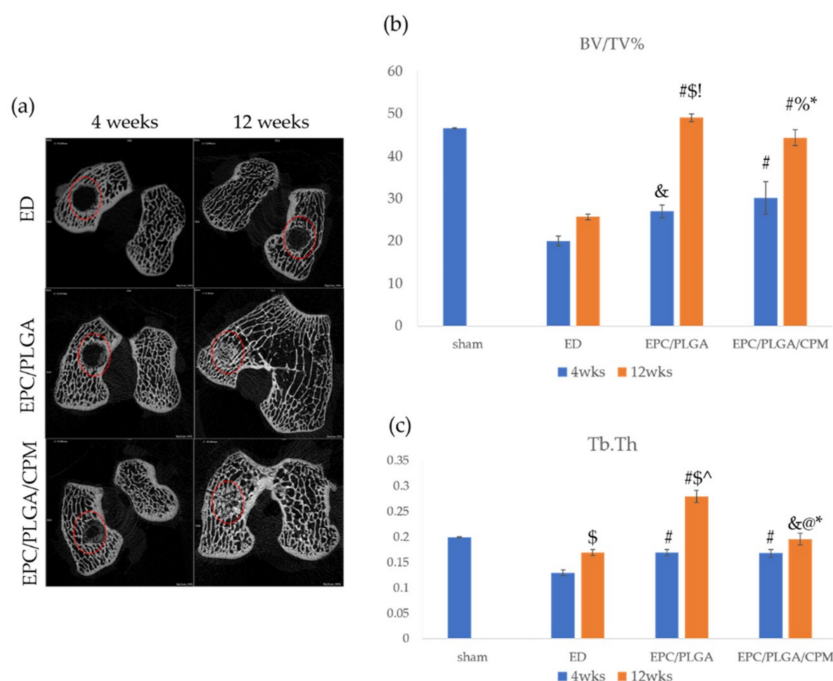 (a)
4 weeks 12 weeks
ED
EPC/PLGA
EPC/PLGA/CPM
(b)
BV/TV%
60
50
40
30
20
10
0
#$!
#%*
&
#
sham ED EPC/PLGA EPC/PLGA/CPM
4wks 12wks
(c)
Tb.Th
0.35
0.3
0.25
0.2
0.15
0.1
0.05
0
#$^
$
#
#
&@*
sham ED EPC/PLGA EPC/PLGA/CPM
4wks 12wks